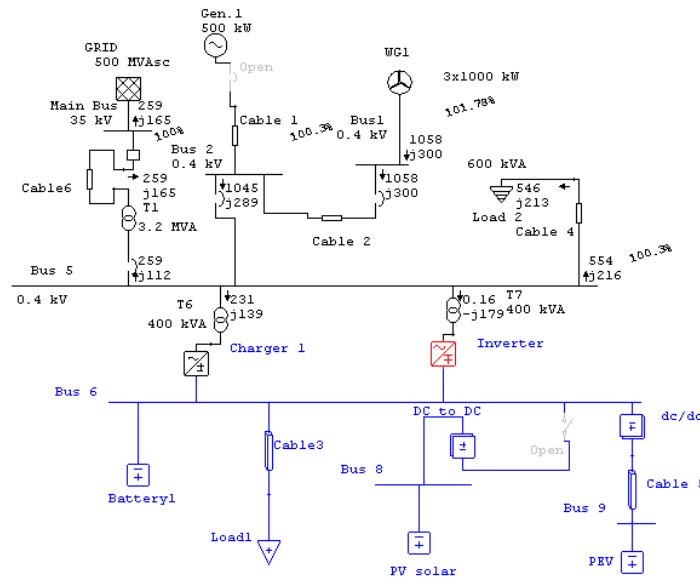 Gen.1
500 kW
GRID
500 MVAsc
Open
WG1
3x1000 kW
101.78%
Main Bus
35 kV
259
j165
100%
Cable 1
100.3%
Bus1
0.4 kV
1058
j300
Bus 2
0.4 kV
Cable6
259
j165
T1
3.2 MVA
1045
j289
1058
j300
600 kVA
546
j213
Load 2
Cable 4
Cable 2
259
j112
554
j216
100.3%
Bus 5
0.4 kV
T6
400 kVA
231
j139
0.16
-j179
T7
400 kVA
Charger 1
Inverter
Bus 6
DC to DC
dc/dc
Open
Cable3
Bus 8
Battery1
Cable 5
Bus 9
Load1
PV solar
PEV